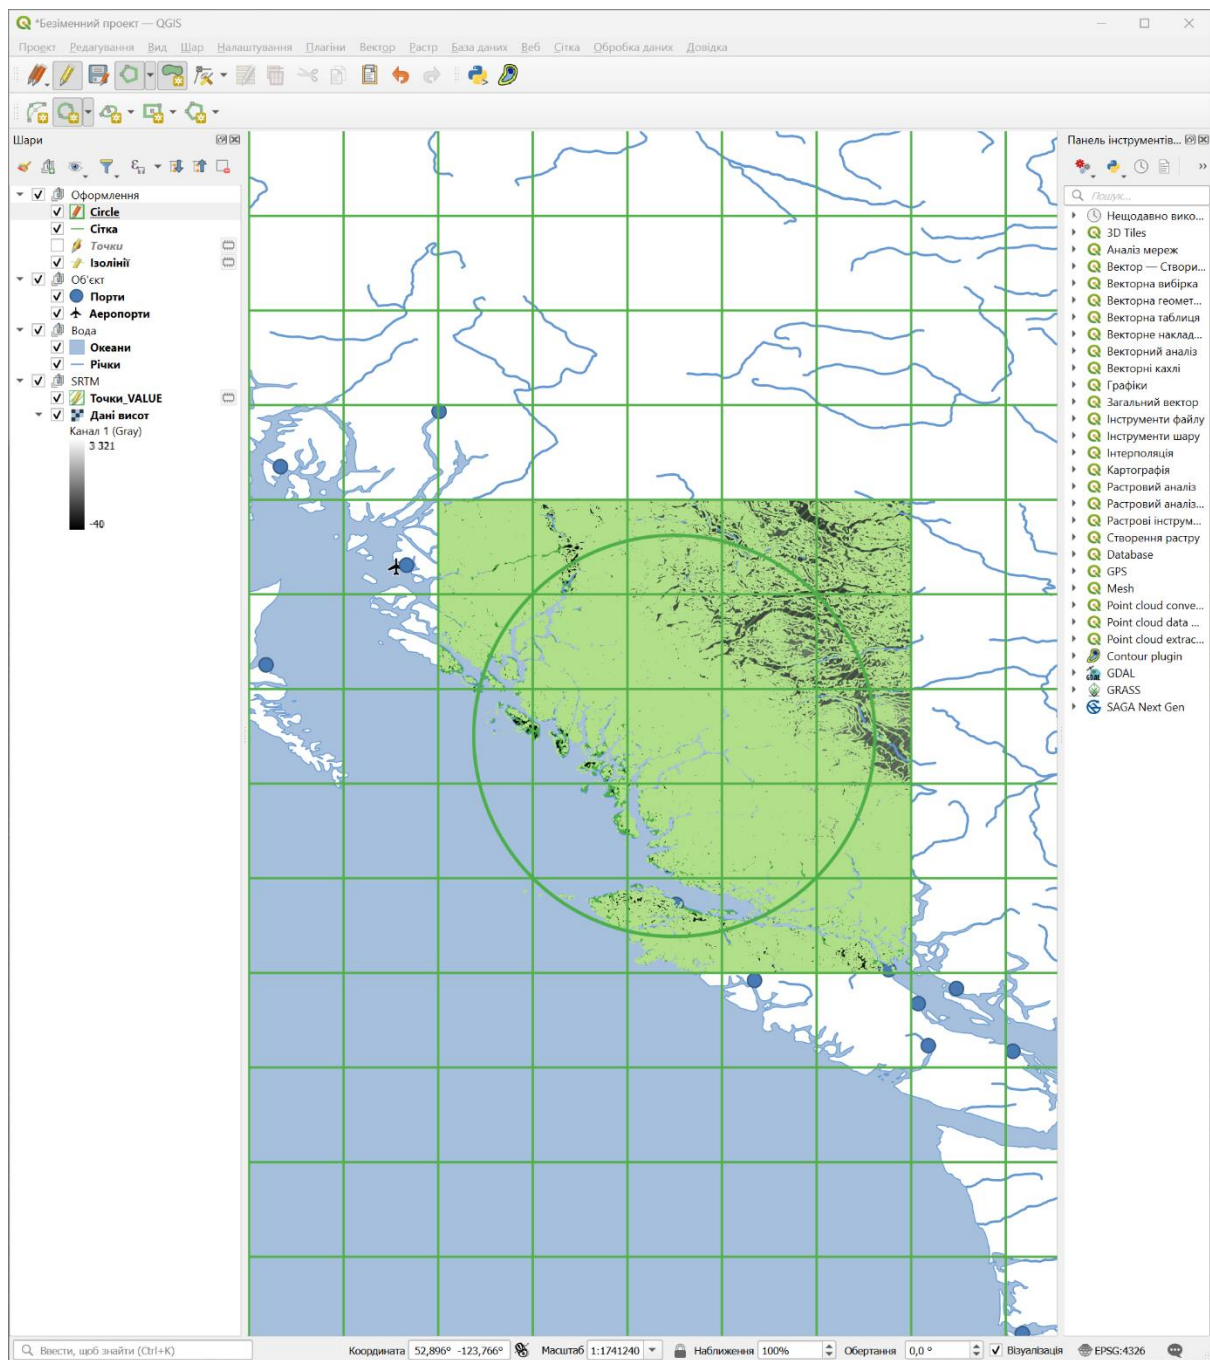 *Безіменний проект — QGIS
Проєкт Редагування Вид Шар Налаштування Плагіни Вектор Растр База даних Веб Сітка Обробка даних Довідка
Шари
Оформлення
Circle
Сітка
Точки
Ізолінії
Об'єкт
Порти
Аеропорти
Вода
Океани
Річки
SRTM
Точки_VALUE
Дані висот
Канал 1 (Gray)
3 321
-40
Панель інструментів...
Пошук...
Нещодавно вико...
3D Tiles
Аналіз мереж
Вектор — Створи...
Векторна вибірка
Векторна геомет...
Векторна таблиця
Векторне наклад...
Векторний аналіз
Векторні кахлі
Графіки
Загальний вектор
Інструменти файлу
Інструменти шару
Інтерполяція
Картографія
Растровий аналіз
Растровий аналіз...
Растрові інструм...
Створення растру
Database
GPS
Mesh
Point cloud conve...
Point cloud data ...
Point cloud extrac...
Contour plugin
GDAL
GRASS
SAGA Next Gen
Ввести, щоб знайти (Ctrl+K)
Координата 52,896° -123,766° Масштаб 1:1741240 Наближення 100% Обертання 0,0 ° Візуалізація EPSG:4326